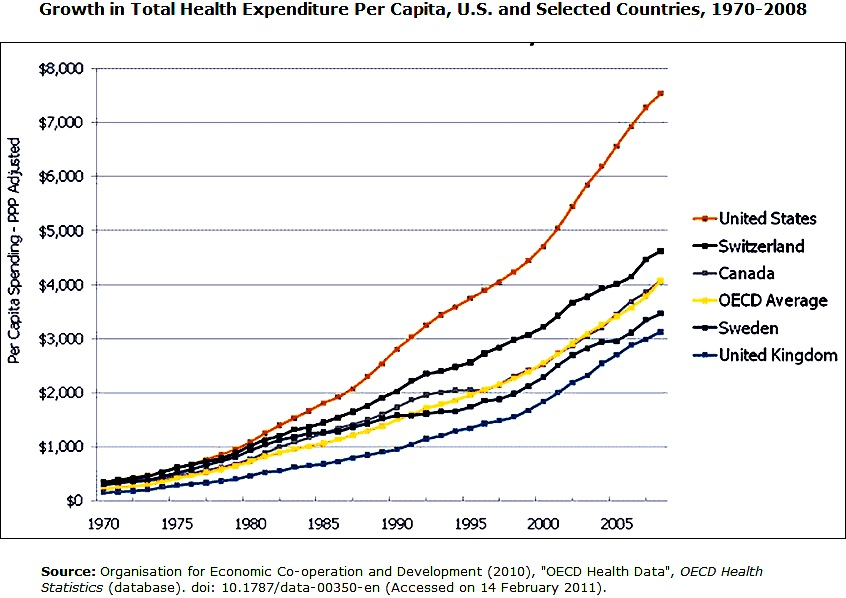 Growth in Total Health Expenditure Per Capita, U.S. and Selected Countries, 1970-2008
Per Capita Spending - PPP Adjusted
$8,000
$7,000
$6,000
$5,000
$4,000
$3,000
$2,000
$1,000
$0
1970 1975 1980 1985 1990 1995 2000 2005
United States
Switzerland
Canada
OECD Average
Sweden
United Kingdom
Source: Organisation for Economic Co-operation and Development (2010), "OECD Health Data", OECD Health
Statistics (database). doi: 10.1787/data-00350-en (Accessed on 14 February 2011).